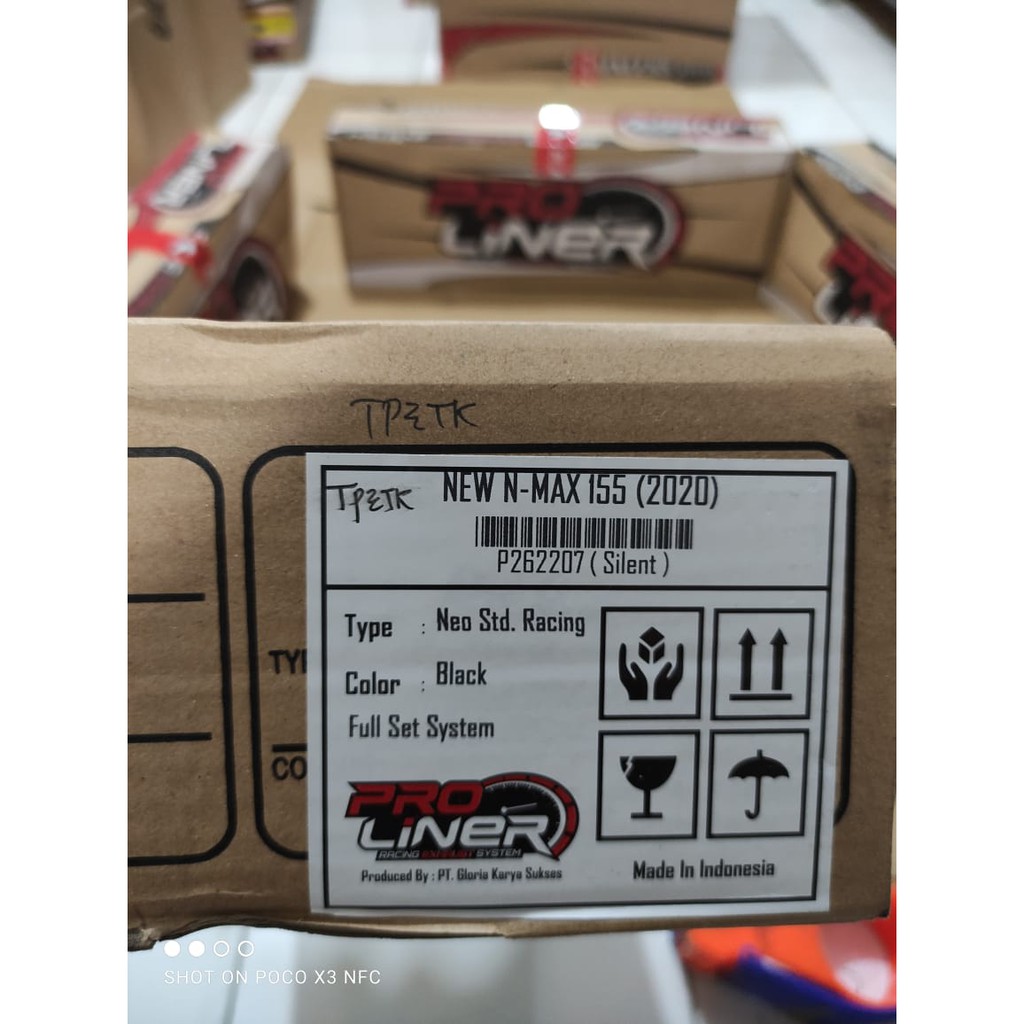 PRO
LINER
TPETK
TPETK
NEW N-MAX 155 (2020)
P262207 ( Silent )
TY
CO
Type : Neo Std. Racing
Color : Black
Full Set System
PRO
LINER
RACING EXHAUST SYSTEM
Produced By : PT. Gloria Karya Sukses
Made In Indonesia
SHOT ON POCO X3 NFC